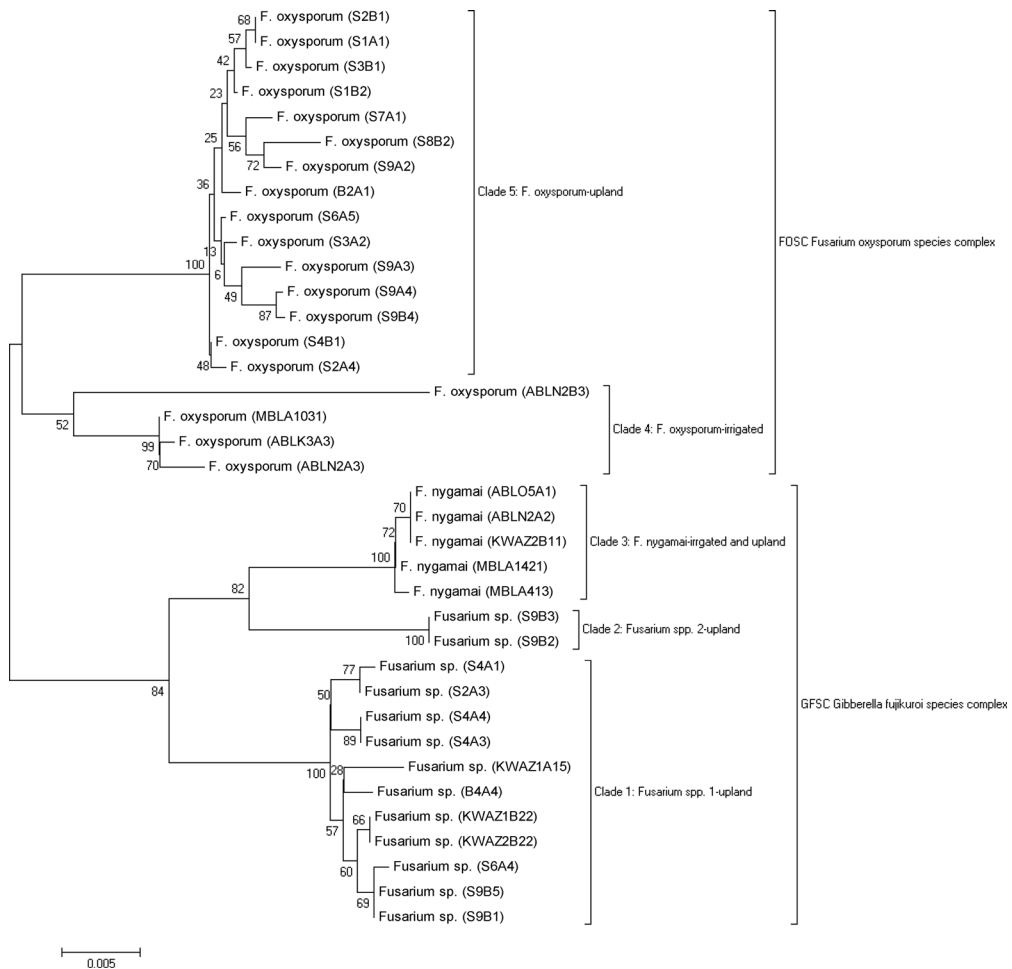 68
F. oxysporum (S2B1)
57
F. oxysporum (S1A1)
42
F. oxysporum (S3B1)
23
F. oxysporum (S1B2)
F. oxysporum (S7A1)
25
56
F. oxysporum (S8B2)
72
F. oxysporum (S9A2)
36
F. oxysporum (B2A1)
Clade 5: F. oxysporum-upland
F. oxysporum (S6A5)
13
F. oxysporum (S3A2)
FOSC Fusarium oxysporum species complex
100
6
F. oxysporum (S9A3)
49
F. oxysporum (S9A4)
87
F. oxysporum (S9B4)
F. oxysporum (S4B1)
48
F. oxysporum (S2A4)
F. oxysporum (ABLN2B3)
52
F. oxysporum (MBLA1031)
Clade 4: F. oxysporum-irrigated
99
F. oxysporum (ABLK3A3)
70
F. oxysporum (ABLN2A3)
F. nygamai (ABLO5A1)
70
F. nygamai (ABLN2A2)
72
F. nygamai (KWAZ2B11)
Clade 3: F. nygamai-irrgated and upland
100
F. nygamai (MBLA1421)
82
F. nygamai (MBLA413)
Fusarium sp. (S9B3)
Clade 2: Fusarium spp. 2-upland
100
Fusarium sp. (S9B2)
77
Fusarium sp. (S4A1)
84
50
Fusarium sp. (S2A3)
GFSC Gibberella fujikuroi species complex
Fusarium sp. (S4A4)
89
Fusarium sp. (S4A3)
100
28
Fusarium sp. (KWAZ1A15)
Fusarium sp. (B4A4)
Clade 1: Fusarium spp. 1-upland
57
66
Fusarium sp. (KWAZ1B22)
Fusarium sp. (KWAZ2B22)
60
Fusarium sp. (S6A4)
Fusarium sp. (S9B5)
69
Fusarium sp. (S9B1)
0.005